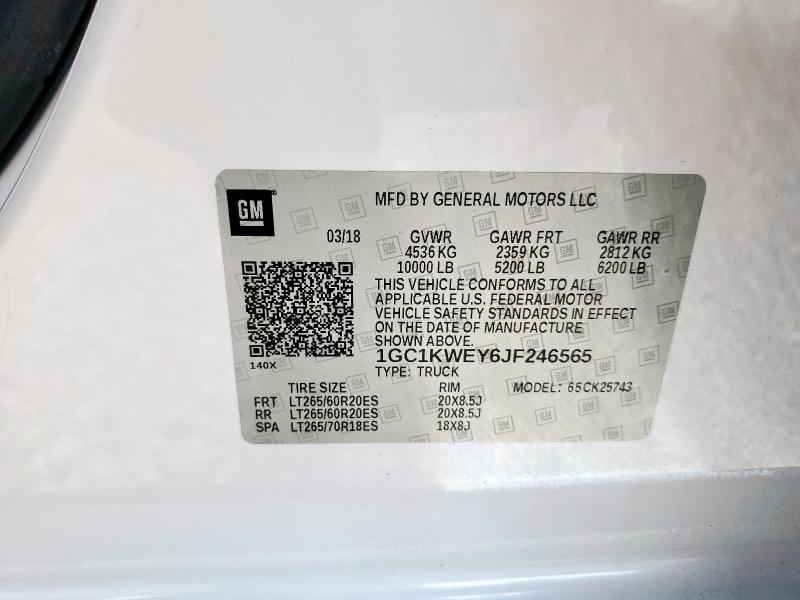 GM
MFD BY GENERAL MOTORS LLC
03/18 GVWR GAWR FRT GAWR RR
4536 KG 2359 KG 2812 KG
10000 LB 5200 LB 6200 LB
THIS VEHICLE CONFORMS TO ALL
APPLICABLE U.S. FEDERAL MOTOR
VEHICLE SAFETY STANDARDS IN EFFECT
ON THE DATE OF MANUFACTURE
SHOWN ABOVE.
1GC1KWEY6JF246565
140X
TYPE: TRUCK
TIRE SIZE RIM MODEL: 65CK25743
FRT LT265/60R20ES 20X8.5J
RR LT265/60R20ES 20X8.5J
SPA LT265/70R18ES 18X8J